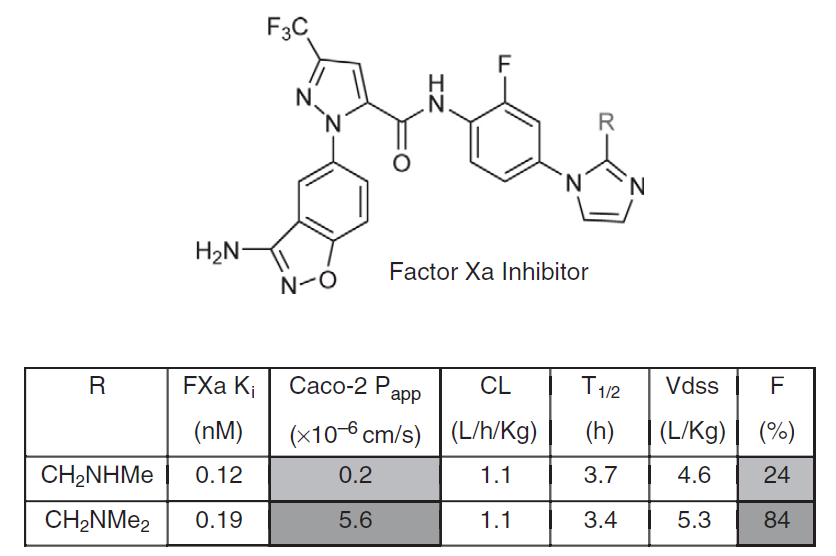 F₃C
F
H
N
R
N
N
O
N
N
H₂N
N
O
Factor Xa Inhibitor
R FXa Kᵢ Caco-2 Papp CL T1/2 Vdss F
(nM) (×10⁻⁶ cm/s) (L/h/Kg) (h) (L/Kg) (%)
CH₂NHMe 0.12 0.2 1.1 3.7 4.6 24
CH₂NMe₂ 0.19 5.6 1.1 3.4 5.3 84